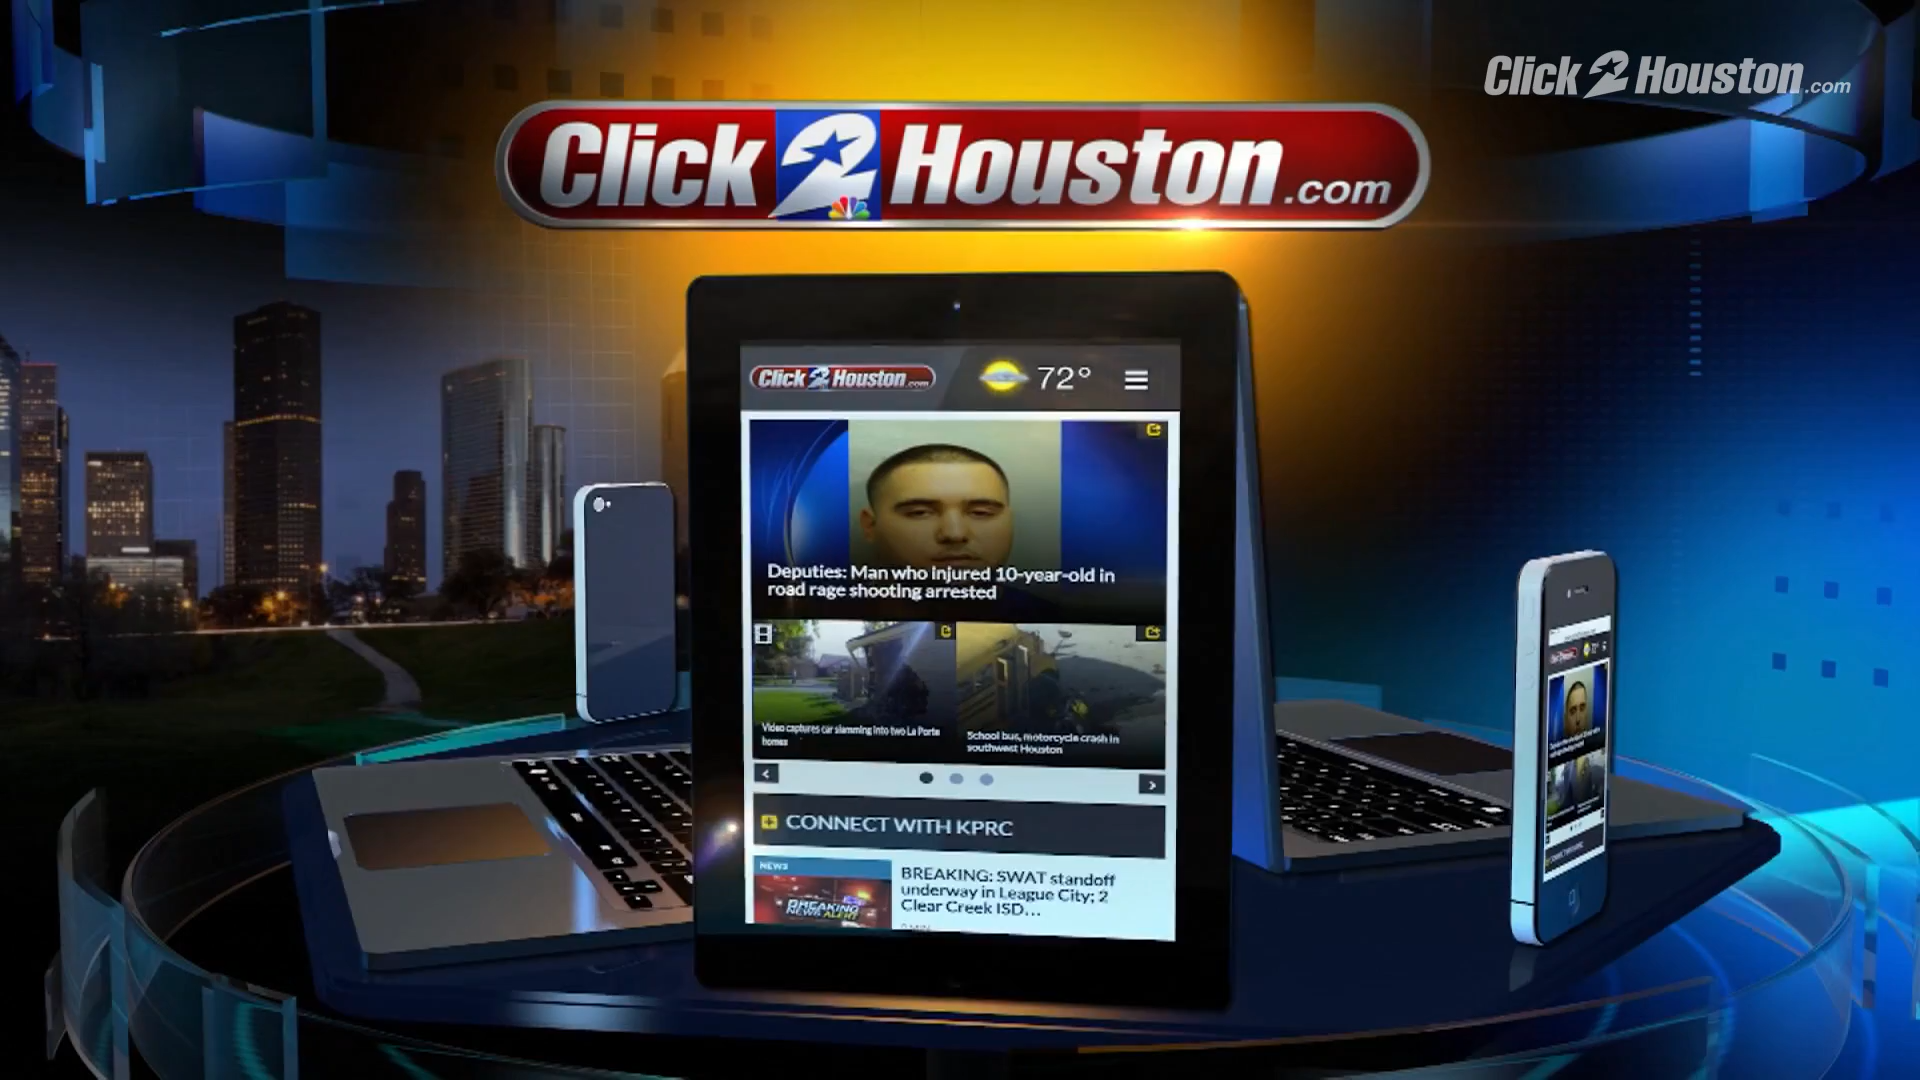 Click2Houston.com
Click2Houston.com
Click2Houston.com
72°
Deputies: Man who injured 10-year-old in
road rage shooting arrested
Video captures car slamming into two La Porte
homes
School bus, motorcycle crash in
southwest Houston
CONNECT WITH KPRC
NEWS
BREAKING
NEWS ALERT
BREAKING: SWAT standoff
underway in League City; 2
Clear Creek ISD...